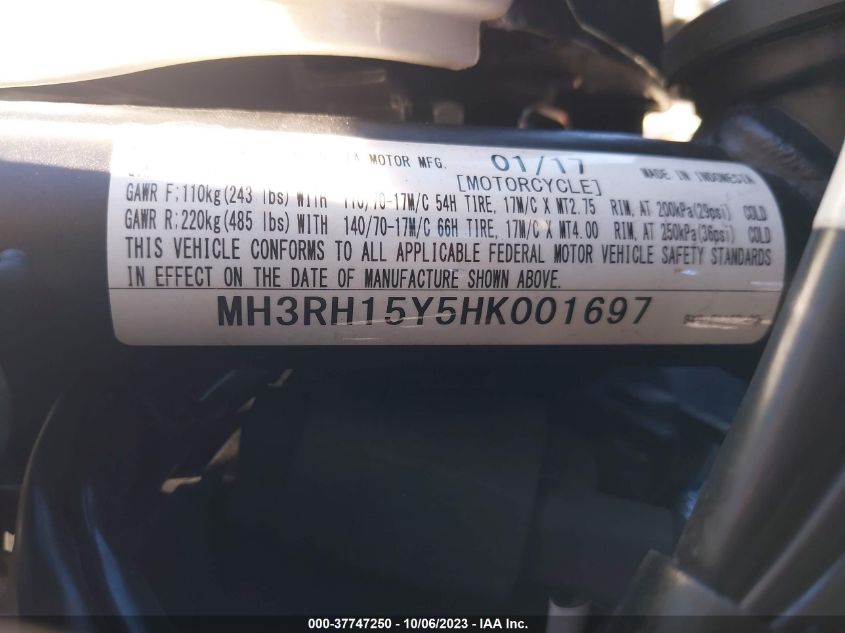 MOTOR MFG. 01/17 MADE IN INDONESIA
[MOTORCYCLE]
GAWR F:110kg(243 lbs) WITH 110/70-17M/C 54H TIRE, 17M/C X MT2.75 RIM, AT 200kPa(29psi) COLD
GAWR R:220kg(485 lbs) WITH 140/70-17M/C 66H TIRE, 17M/C X MT4.00 RIM, AT 250kPa(36psi) COLD
THIS VEHICLE CONFORMS TO ALL APPLICABLE FEDERAL MOTOR VEHICLE SAFETY STANDARDS
IN EFFECT ON THE DATE OF MANUFACTURE SHOWN ABOVE.
MH3RH15Y5HK001697
000-37747250 - 10/06/2023 - IAAI.com